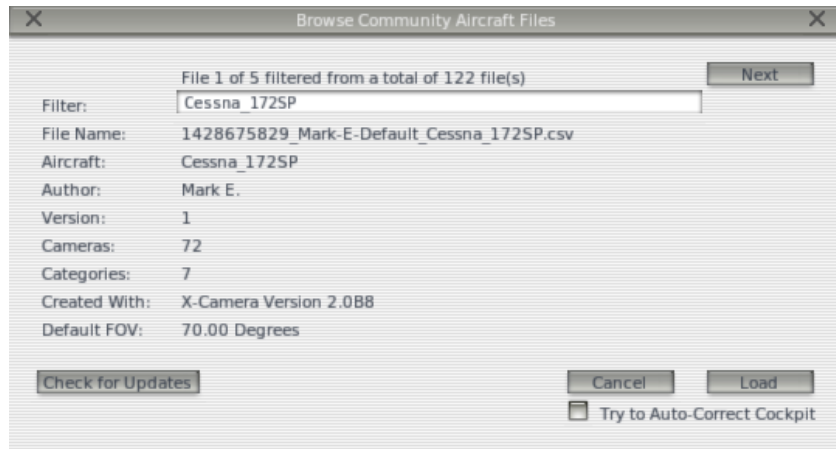 Browse Community Aircraft Files
File 1 of 5 filtered from a total of 122 file(s)
Next
Filter: Cessna_172SP
File Name: 1428675829_Mark-E-Default_Cessna_172SP.csv
Aircraft: Cessna_172SP
Author: Mark E.
Version: 1
Cameras: 72
Categories: 7
Created With: X-Camera Version 2.0B8
Default FOV: 70.00 Degrees
Check for Updates Cancel Load
Try to Auto-Correct Cockpit